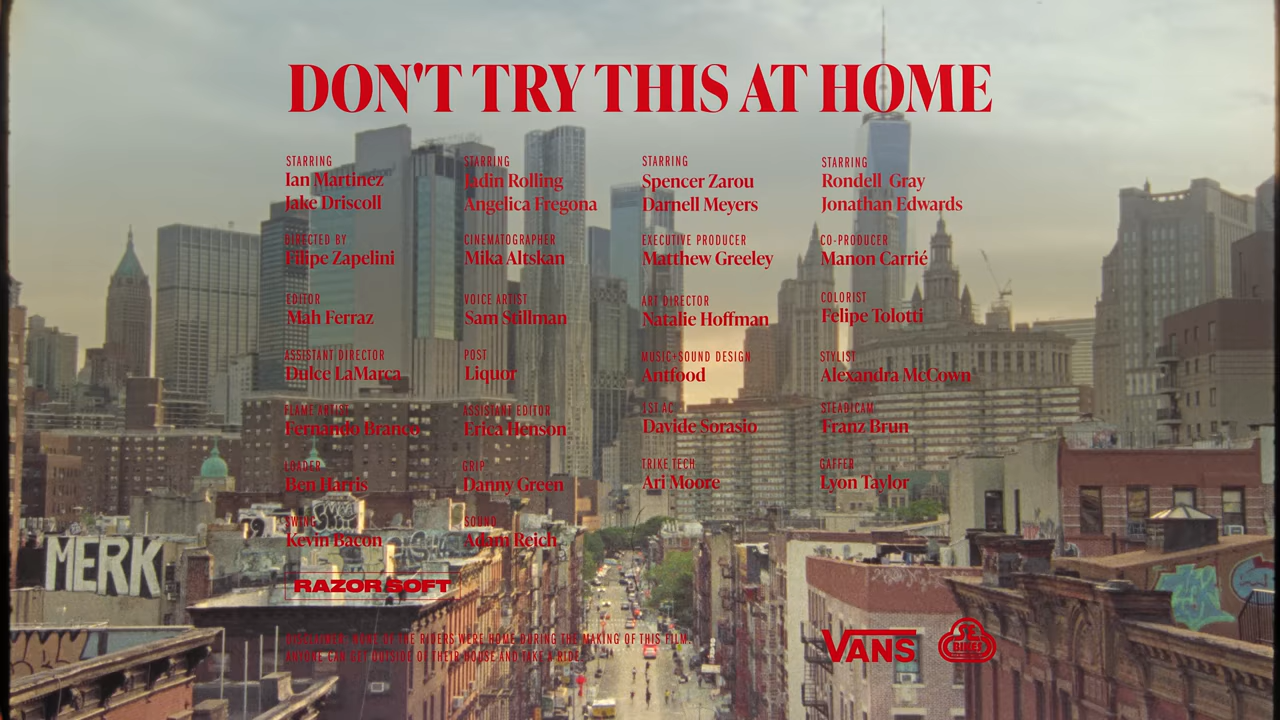 DON'T TRY THIS AT HOME
STARRING
Ian Martinez
Jake Driscoll
STARRING
Jadin Rolling
Angelica Fregona
STARRING
Spencer Zarou
Darnell Meyers
STARRING
Rondell Gray
Jonathan Edwards
DIRECTED BY
Filipe Zapelini
CINEMATOGRAPHER
Mika Altskan
EXECUTIVE PRODUCER
Matthew Greeley
CO-PRODUCER
Manon Carrié
EDITOR
Mah Ferraz
VOICE ARTIST
Sam Stillman
ART DIRECTOR
Natalie Hoffman
COLORIST
Felipe Tolotti
ASSISTANT DIRECTOR
Dulce LaMarca
POST
Liquor
MUSIC+SOUND DESIGN
Antfood
STYLIST
Alexandra McCown
FLAME ARTIST
Fernando Branco
ASSISTANT EDITOR
Erica Henson
1ST AC
Davide Sorasio
STEADICAM
Franz Brun
LOADER
Ben Harris
GRIP
Danny Green
TRIKE TECH
Ari Moore
GAFFER
Lyon Taylor
SWING
Kevin Bacon
SOUND
Adam Reich
MERK
RAZOR SOFT
DISCLAIMER: NONE OF THE RIDERS WERE HOME DURING THE MAKING OF THIS FILM.
ANYONE CAN GET OUTSIDE OF THEIR HOUSE AND TAKE A RIDE.
VANS
BIKES